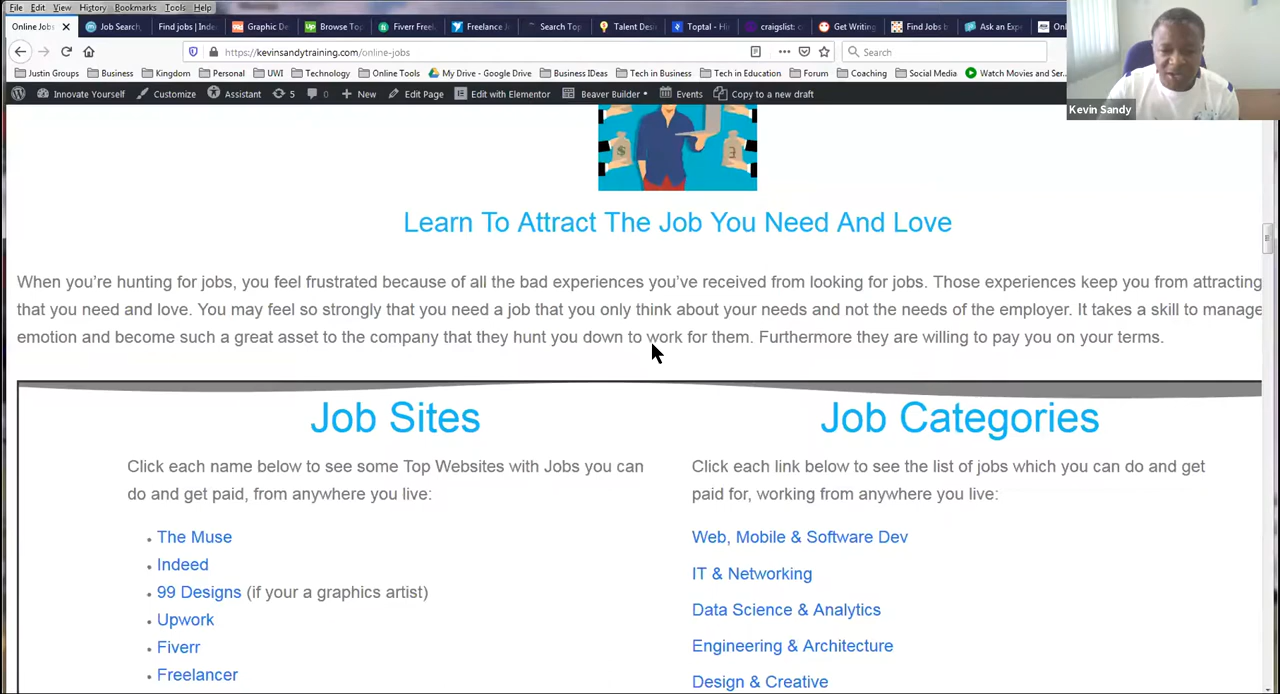 File Edit View History Bookmarks Tools Help
Online Jobs Job Search, Find jobs | Inde Graphic De Browse Top Fiverr Freel Freelance J Search Top Talent Desi Toptal - Hi craigslist: c Get Writing Find Jobs b Ask an Exp Onl
https://kevinsandytraining.com/online-jobs Search
Justin Groups Business Kingdom Personal UWI Technology Online Tools My Drive - Google Drive Business IDeas Tech in Business Tech in Education Forum Coaching Social Media Watch Movies and Ser...
Innovate Yourself Customize Assistant 5 0 New Edit Page Edit with Elementor Beaver Builder Events Copy to a new draft
Kevin Sandy
Learn To Attract The Job You Need And Love
When you’re hunting for jobs, you feel frustrated because of all the bad experiences you’ve received from looking for jobs. Those experiences keep you from attracting
that you need and love. You may feel so strongly that you need a job that you only think about your needs and not the needs of the employer. It takes a skill to manage
emotion and become such a great asset to the company that they hunt you down to work for them. Furthermore they are willing to pay you on your terms.
Job Sites
Click each name below to see some Top Websites with Jobs you can
do and get paid, from anywhere you live:
The Muse
Indeed
99 Designs (if your a graphics artist)
Upwork
Fiverr
Freelancer
Job Categories
Click each link below to see the list of jobs which you can do and get
paid for, working from anywhere you live:
Web, Mobile & Software Dev
IT & Networking
Data Science & Analytics
Engineering & Architecture
Design & Creative